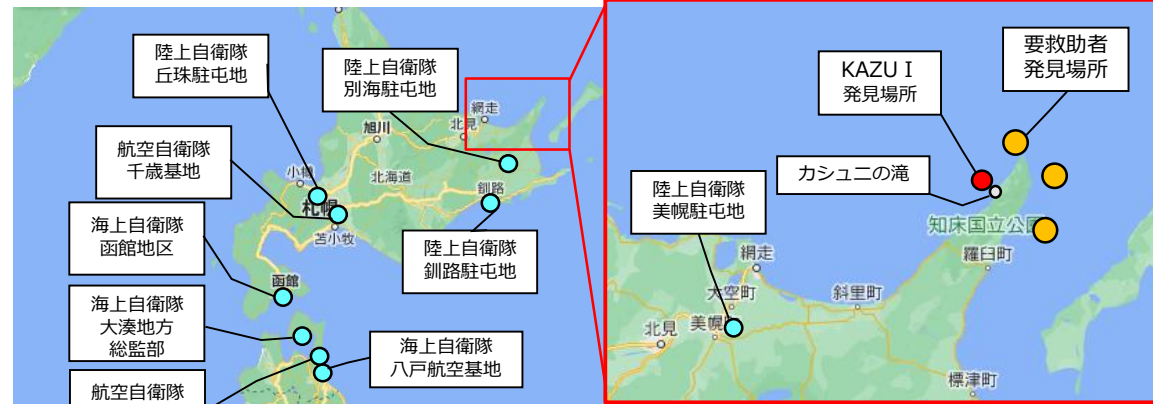 陸上自衛隊
丘珠駐屯地
陸上自衛隊
別海駐屯地
航空自衛隊
千歳基地
海上自衛隊
函館地区
海上自衛隊
大湊地方
総監部
航空自衛隊
陸上自衛隊
釧路駐屯地
海上自衛隊
八戸航空基地
網走
北見
旭川
小樽
北海道
札幌
釧路
苫小牧
函館
要救助者
発見場所
KAZU I
発見場所
カシュニの滝
陸上自衛隊
美幌駐屯地
知床国立公園
羅臼町
網走
大空町
斜里町
北見
美幌町
標津町